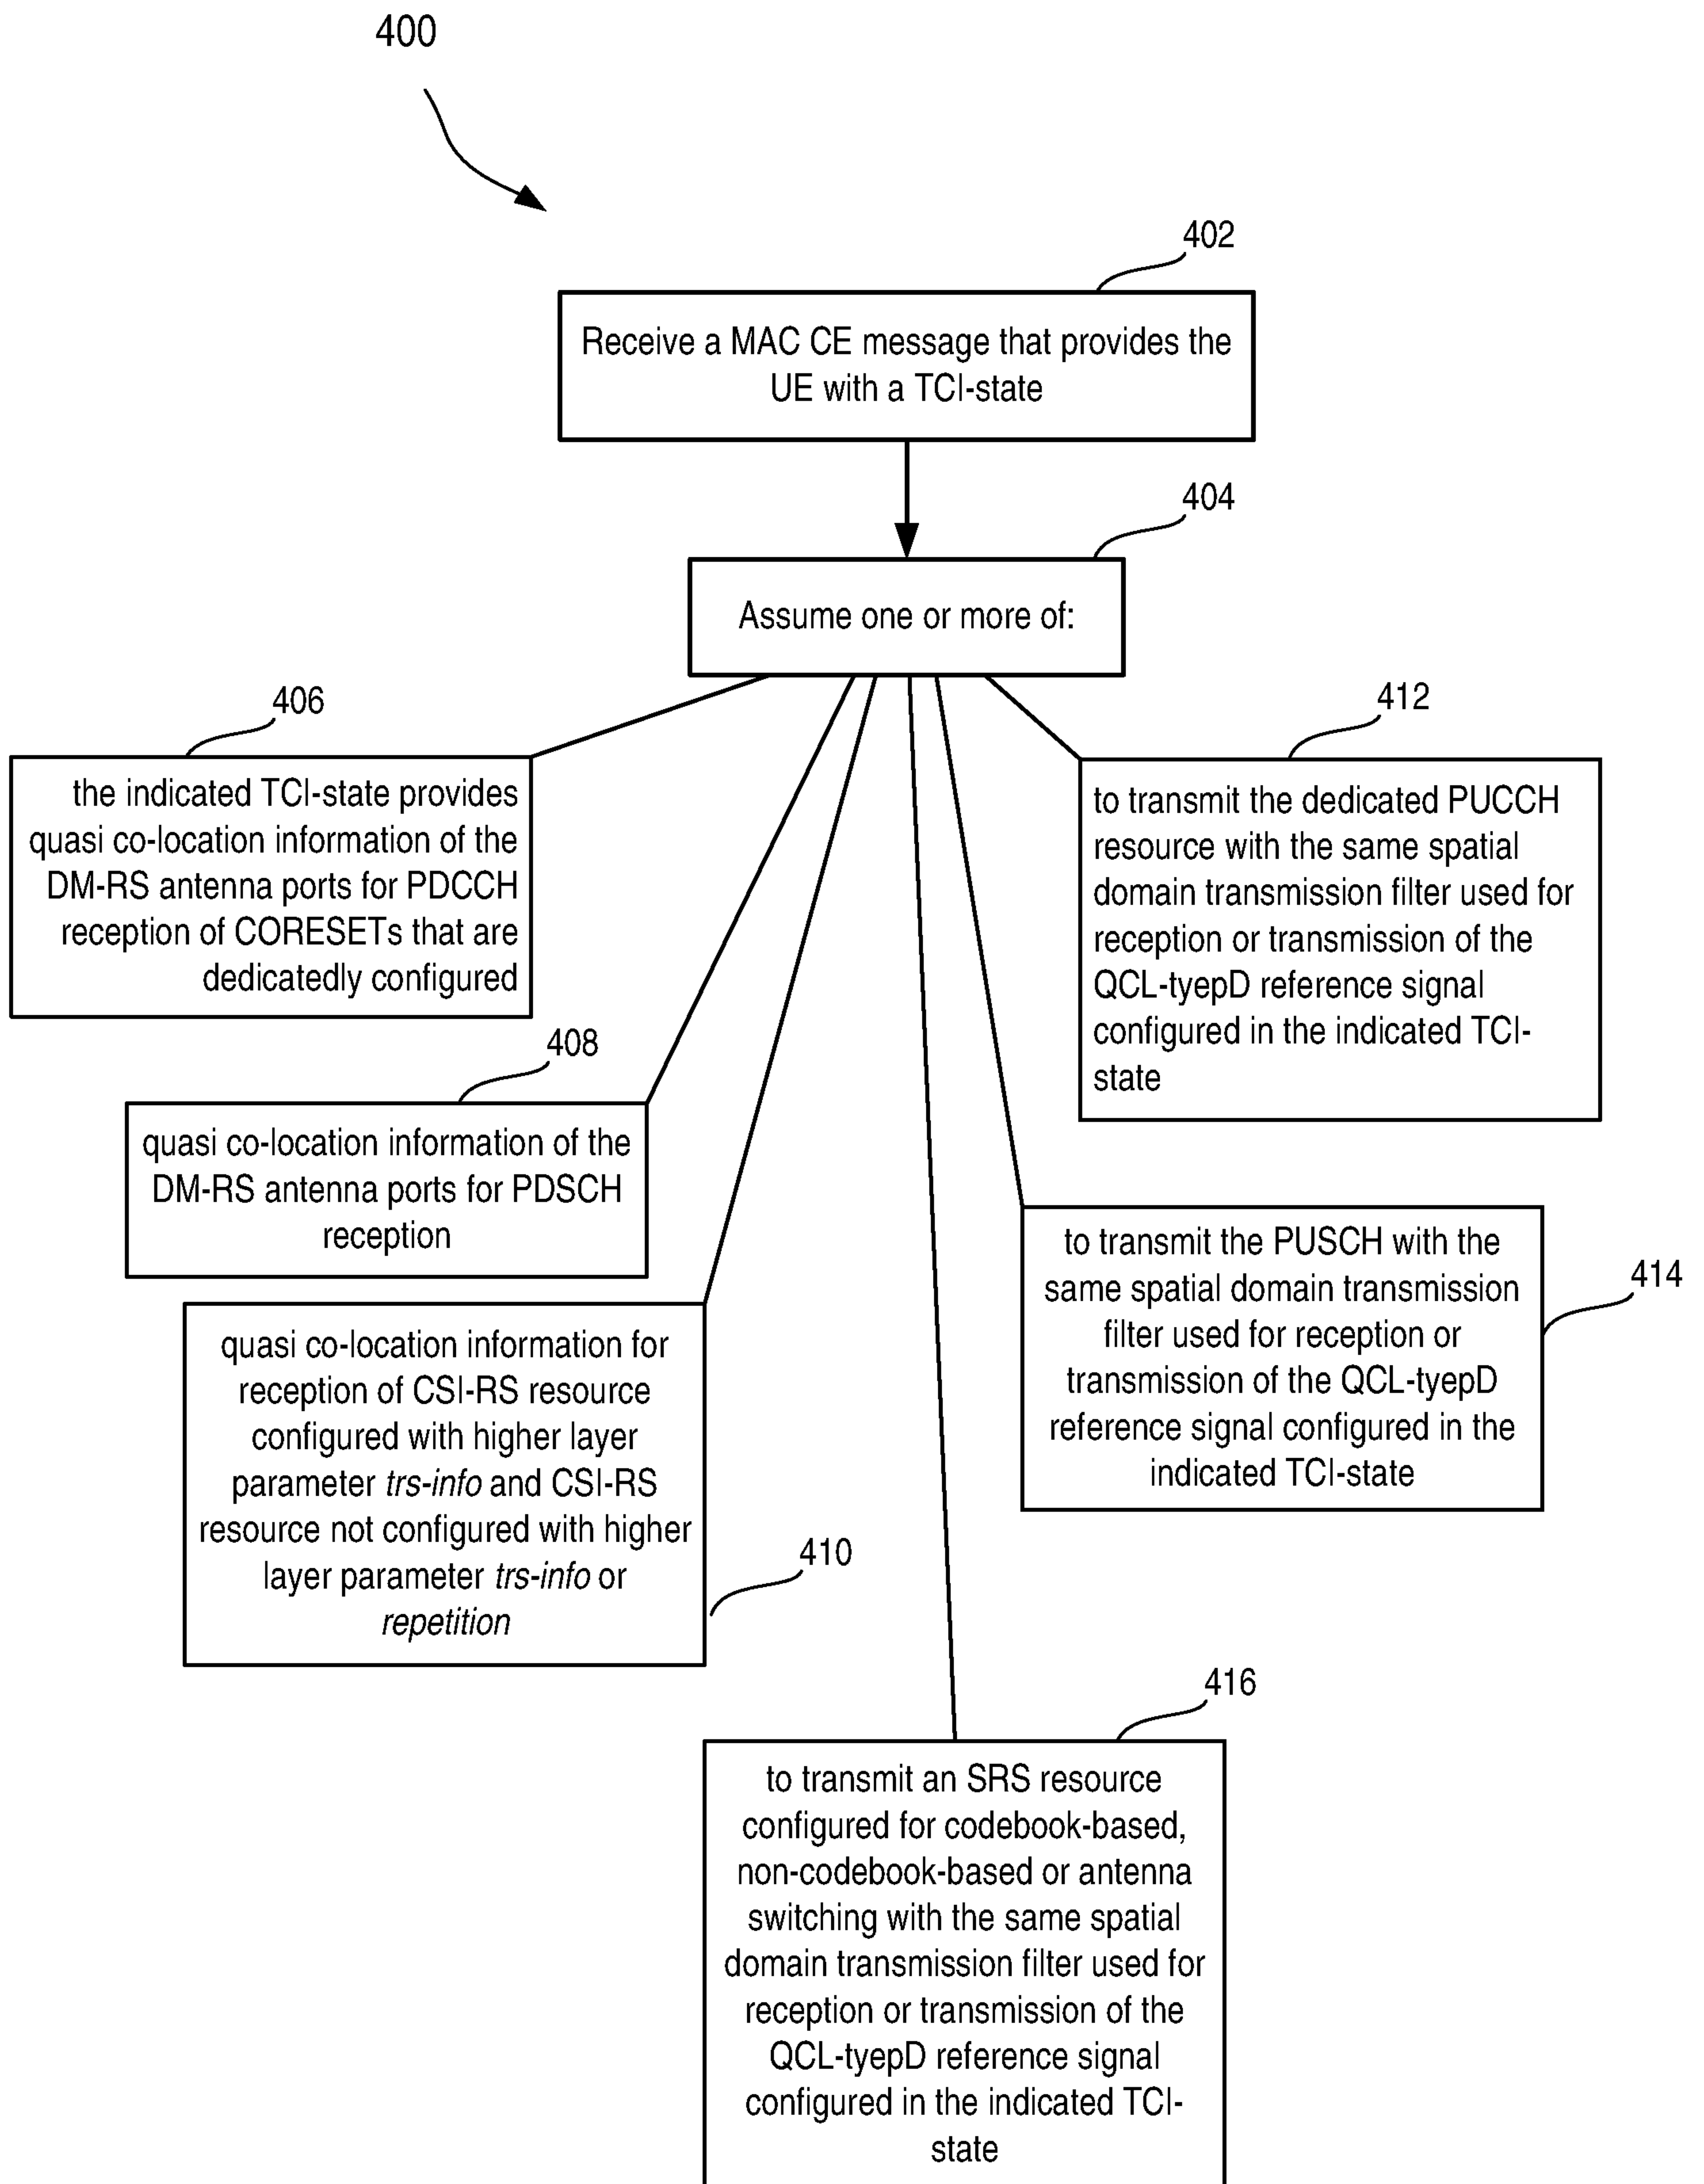 400
402
Receive a MAC CE message that provides the
UE with a TCI-state
404
Assume one or more of:
406
the indicated TCI-state provides
quasi co-location information of the
DM-RS antenna ports for PDCCH
reception of CORESETs that are
dedicatedly configured
412
to transmit the dedicated PUCCH
resource with the same spatial
domain transmission filter used for
reception or transmission of the
QCL-tyepD reference signal
configured in the indicated TCI-
state
408
quasi co-location information of the
DM-RS antenna ports for PDSCH
reception
414
to transmit the PUSCH with the
same spatial domain transmission
filter used for reception or
transmission of the QCL-tyepD
reference signal configured in the
indicated TCI-state
410
quasi co-location information for
reception of CSI-RS resource
configured with higher layer
parameter trs-info and CSI-RS
resource not configured with higher
layer parameter trs-info or
repetition
416
to transmit an SRS resource
configured for codebook-based,
non-codebook-based or antenna
switching with the same spatial
domain transmission filter used for
reception or transmission of the
QCL-tyepD reference signal
configured in the indicated TCI-
state